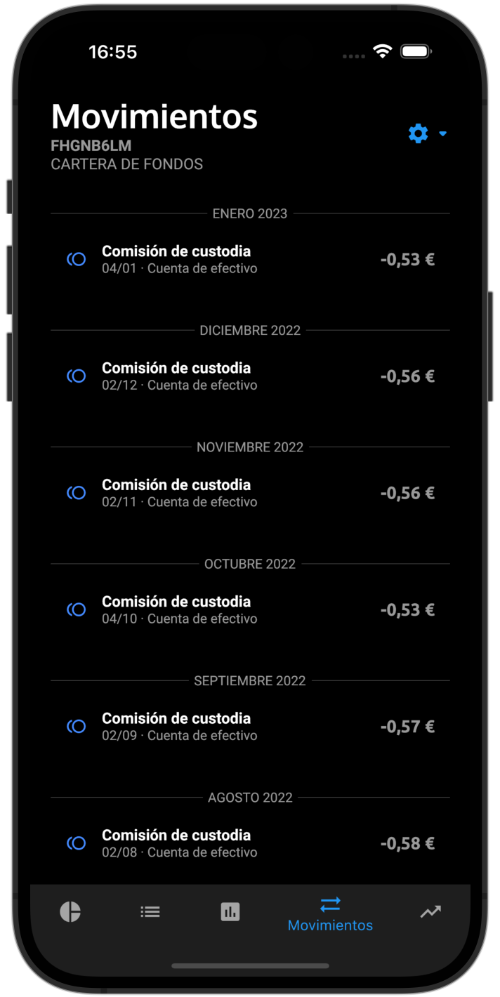 16:55
Movimientos
FHGNB6LM
CARTERA DE FONDOS
ENERO 2023
Comisión de custodia
-0,53 €
04/01 · Cuenta de efectivo
DICIEMBRE 2022
Comisión de custodia
-0,56 €
02/12 · Cuenta de efectivo
NOVIEMBRE 2022
Comisión de custodia
-0,56 €
02/11 · Cuenta de efectivo
OCTUBRE 2022
Comisión de custodia
-0,53 €
04/10 · Cuenta de efectivo
SEPTIEMBRE 2022
Comisión de custodia
-0,57 €
02/09 · Cuenta de efectivo
AGOSTO 2022
Comisión de custodia
-0,58 €
02/08 · Cuenta de efectivo
Movimientos